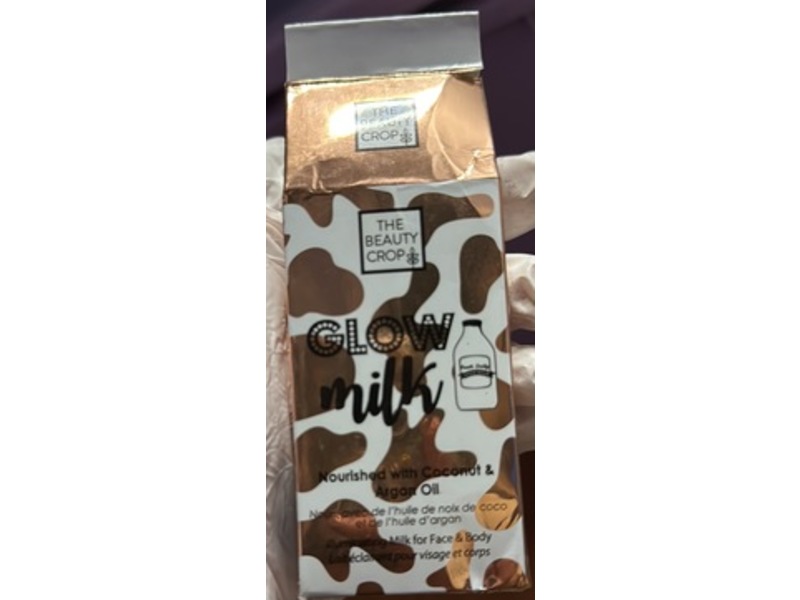 THE
BEAUTY
CROP
THE
BEAUTY
CROP
GLOW
milk
Nourished with Coconut &
Argan Oil
avec de l'huile de noix de coco
et de l'huile d'argan
Milk for Face & Body
pour visage et corps